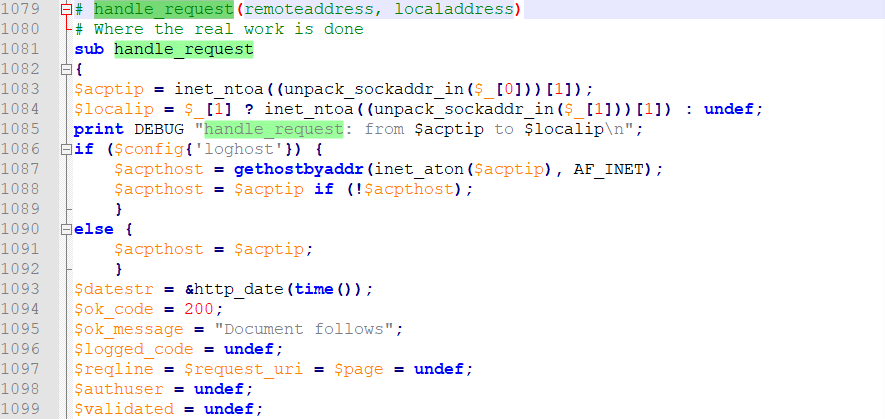 1079 # handle_request(remoteaddress, localaddress)
1080 # Where the real work is done
1081 sub handle_request
1082 {
1083 $acptip = inet_ntoa((unpack_sockaddr_in($_[0]))[1]);
1084 $localip = $_[1] ? inet_ntoa((unpack_sockaddr_in($_[1]))[1]) : undef;
1085 print DEBUG "handle_request: from $acptip to $localip\n";
1086 if ($config{'loghost'}) {
1087     $acpthost = gethostbyaddr(inet_aton($acptip), AF_INET);
1088     $acpthost = $acptip if (!$acpthost);
1089     }
1090 else {
1091     $acpthost = $acptip;
1092     }
1093 $datestr = &http_date(time());
1094 $ok_code = 200;
1095 $ok_message = "Document follows";
1096 $logged_code = undef;
1097 $reqline = $request_uri = $page = undef;
1098 $authuser = undef;
1099 $validated = undef;